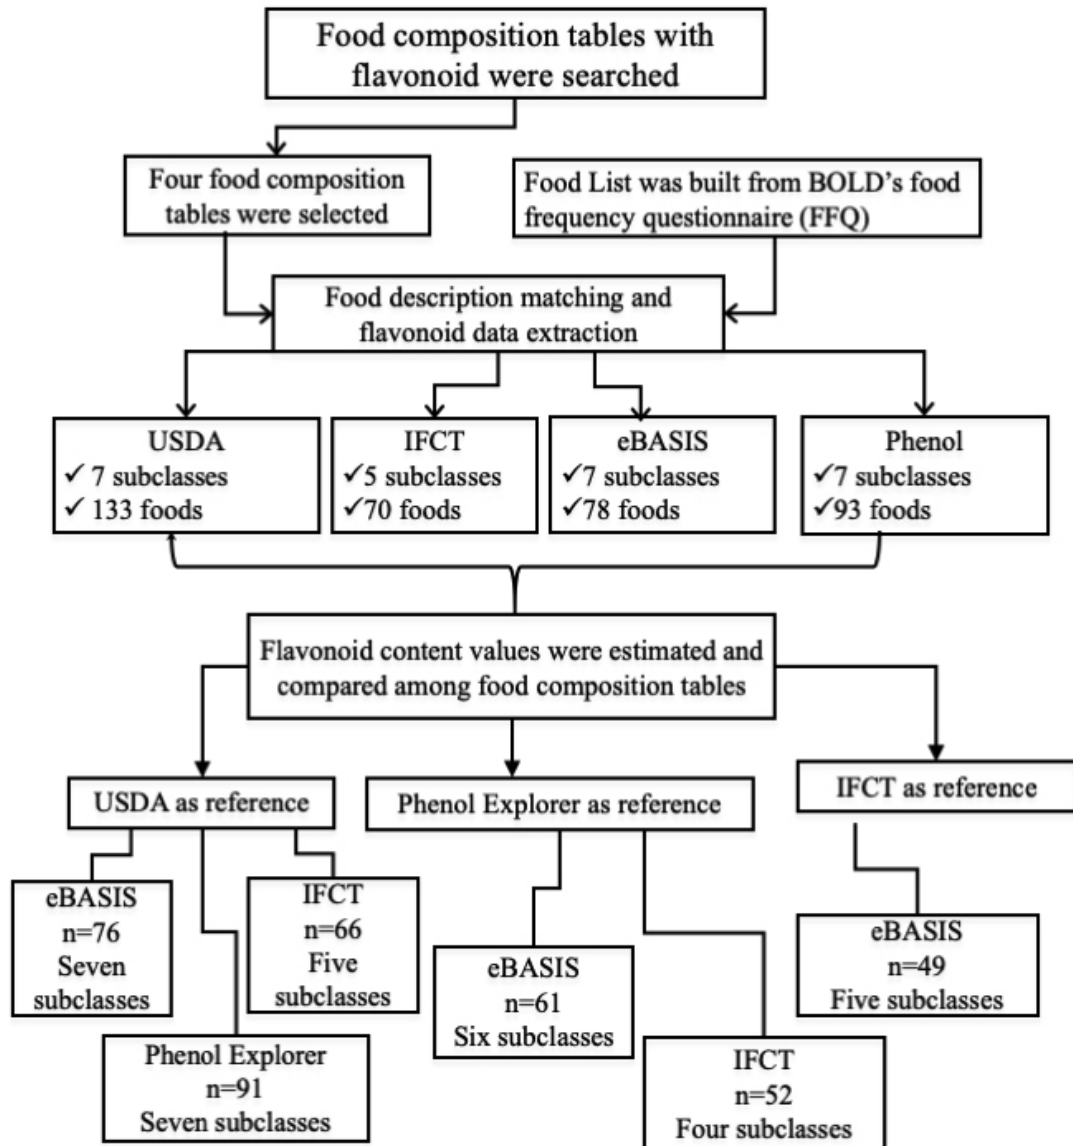 Food composition tables with
flavonoid were searched
Four food composition
tables were selected
Food List was built from BOLD's food
frequency questionnaire (FFQ)
Food description matching and
flavonoid data extraction
USDA
✓ 7 subclasses
✓ 133 foods
IFCT
✓5 subclasses
✓70 foods
eBASIS
✓7 subclasses
✓78 foods
Phenol
✓7 subclasses
✓93 foods
Flavonoid content values were estimated and
compared among food composition tables
USDA as reference
Phenol Explorer as reference
IFCT as reference
eBASIS
n=76
Seven
subclasses
IFCT
n=66
Five
subclasses
Phenol Explorer
n=91
Seven subclasses
eBASIS
n=61
Six subclasses
IFCT
n=52
Four subclasses
eBASIS
n=49
Five subclasses